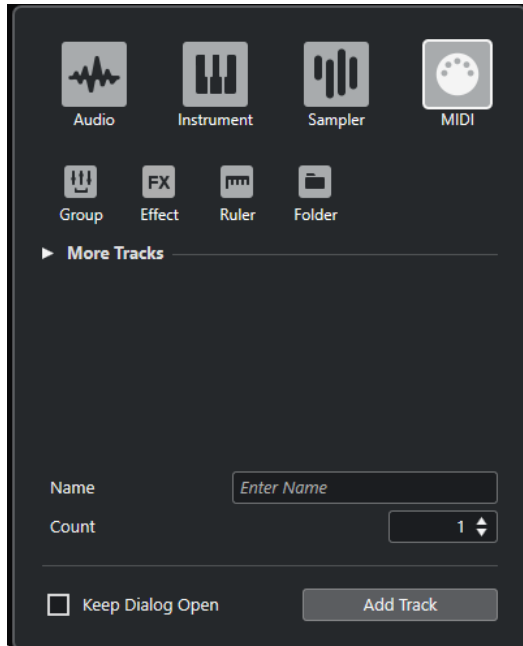 Audio Instrument Sampler MIDI
FX
Group Effect Ruler Folder
More Tracks
Name Enter Name
Count 1
Keep Dialog Open Add Track